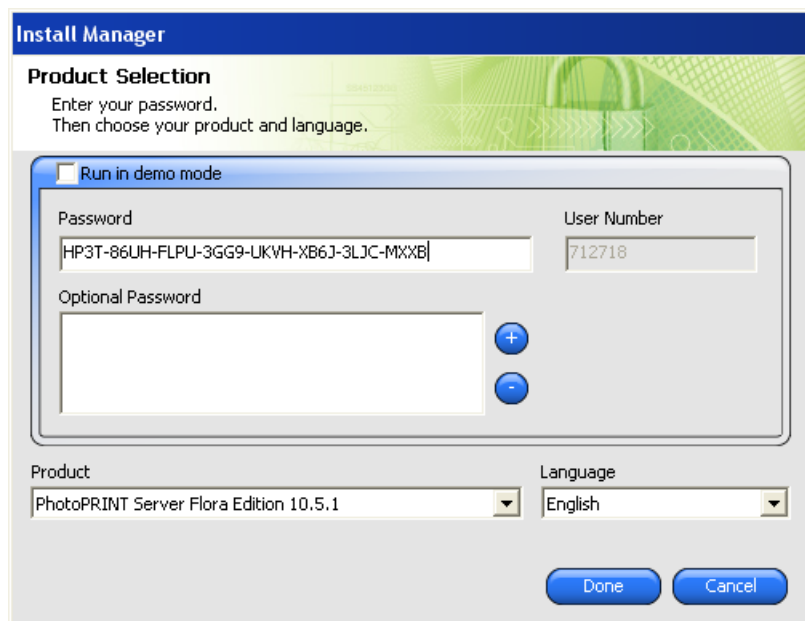 Install Manager
Product Selection
Enter your password.
Then choose your product and language.
Run in demo mode
Password
User Number
HP3T-86UH-FLPU-3GG9-UKVH-XB6J-3LJC-MXXB
712718
Optional Password
+
-
Product
Language
PhotoPRINT Server Flora Edition 10.5.1
English
Done
Cancel